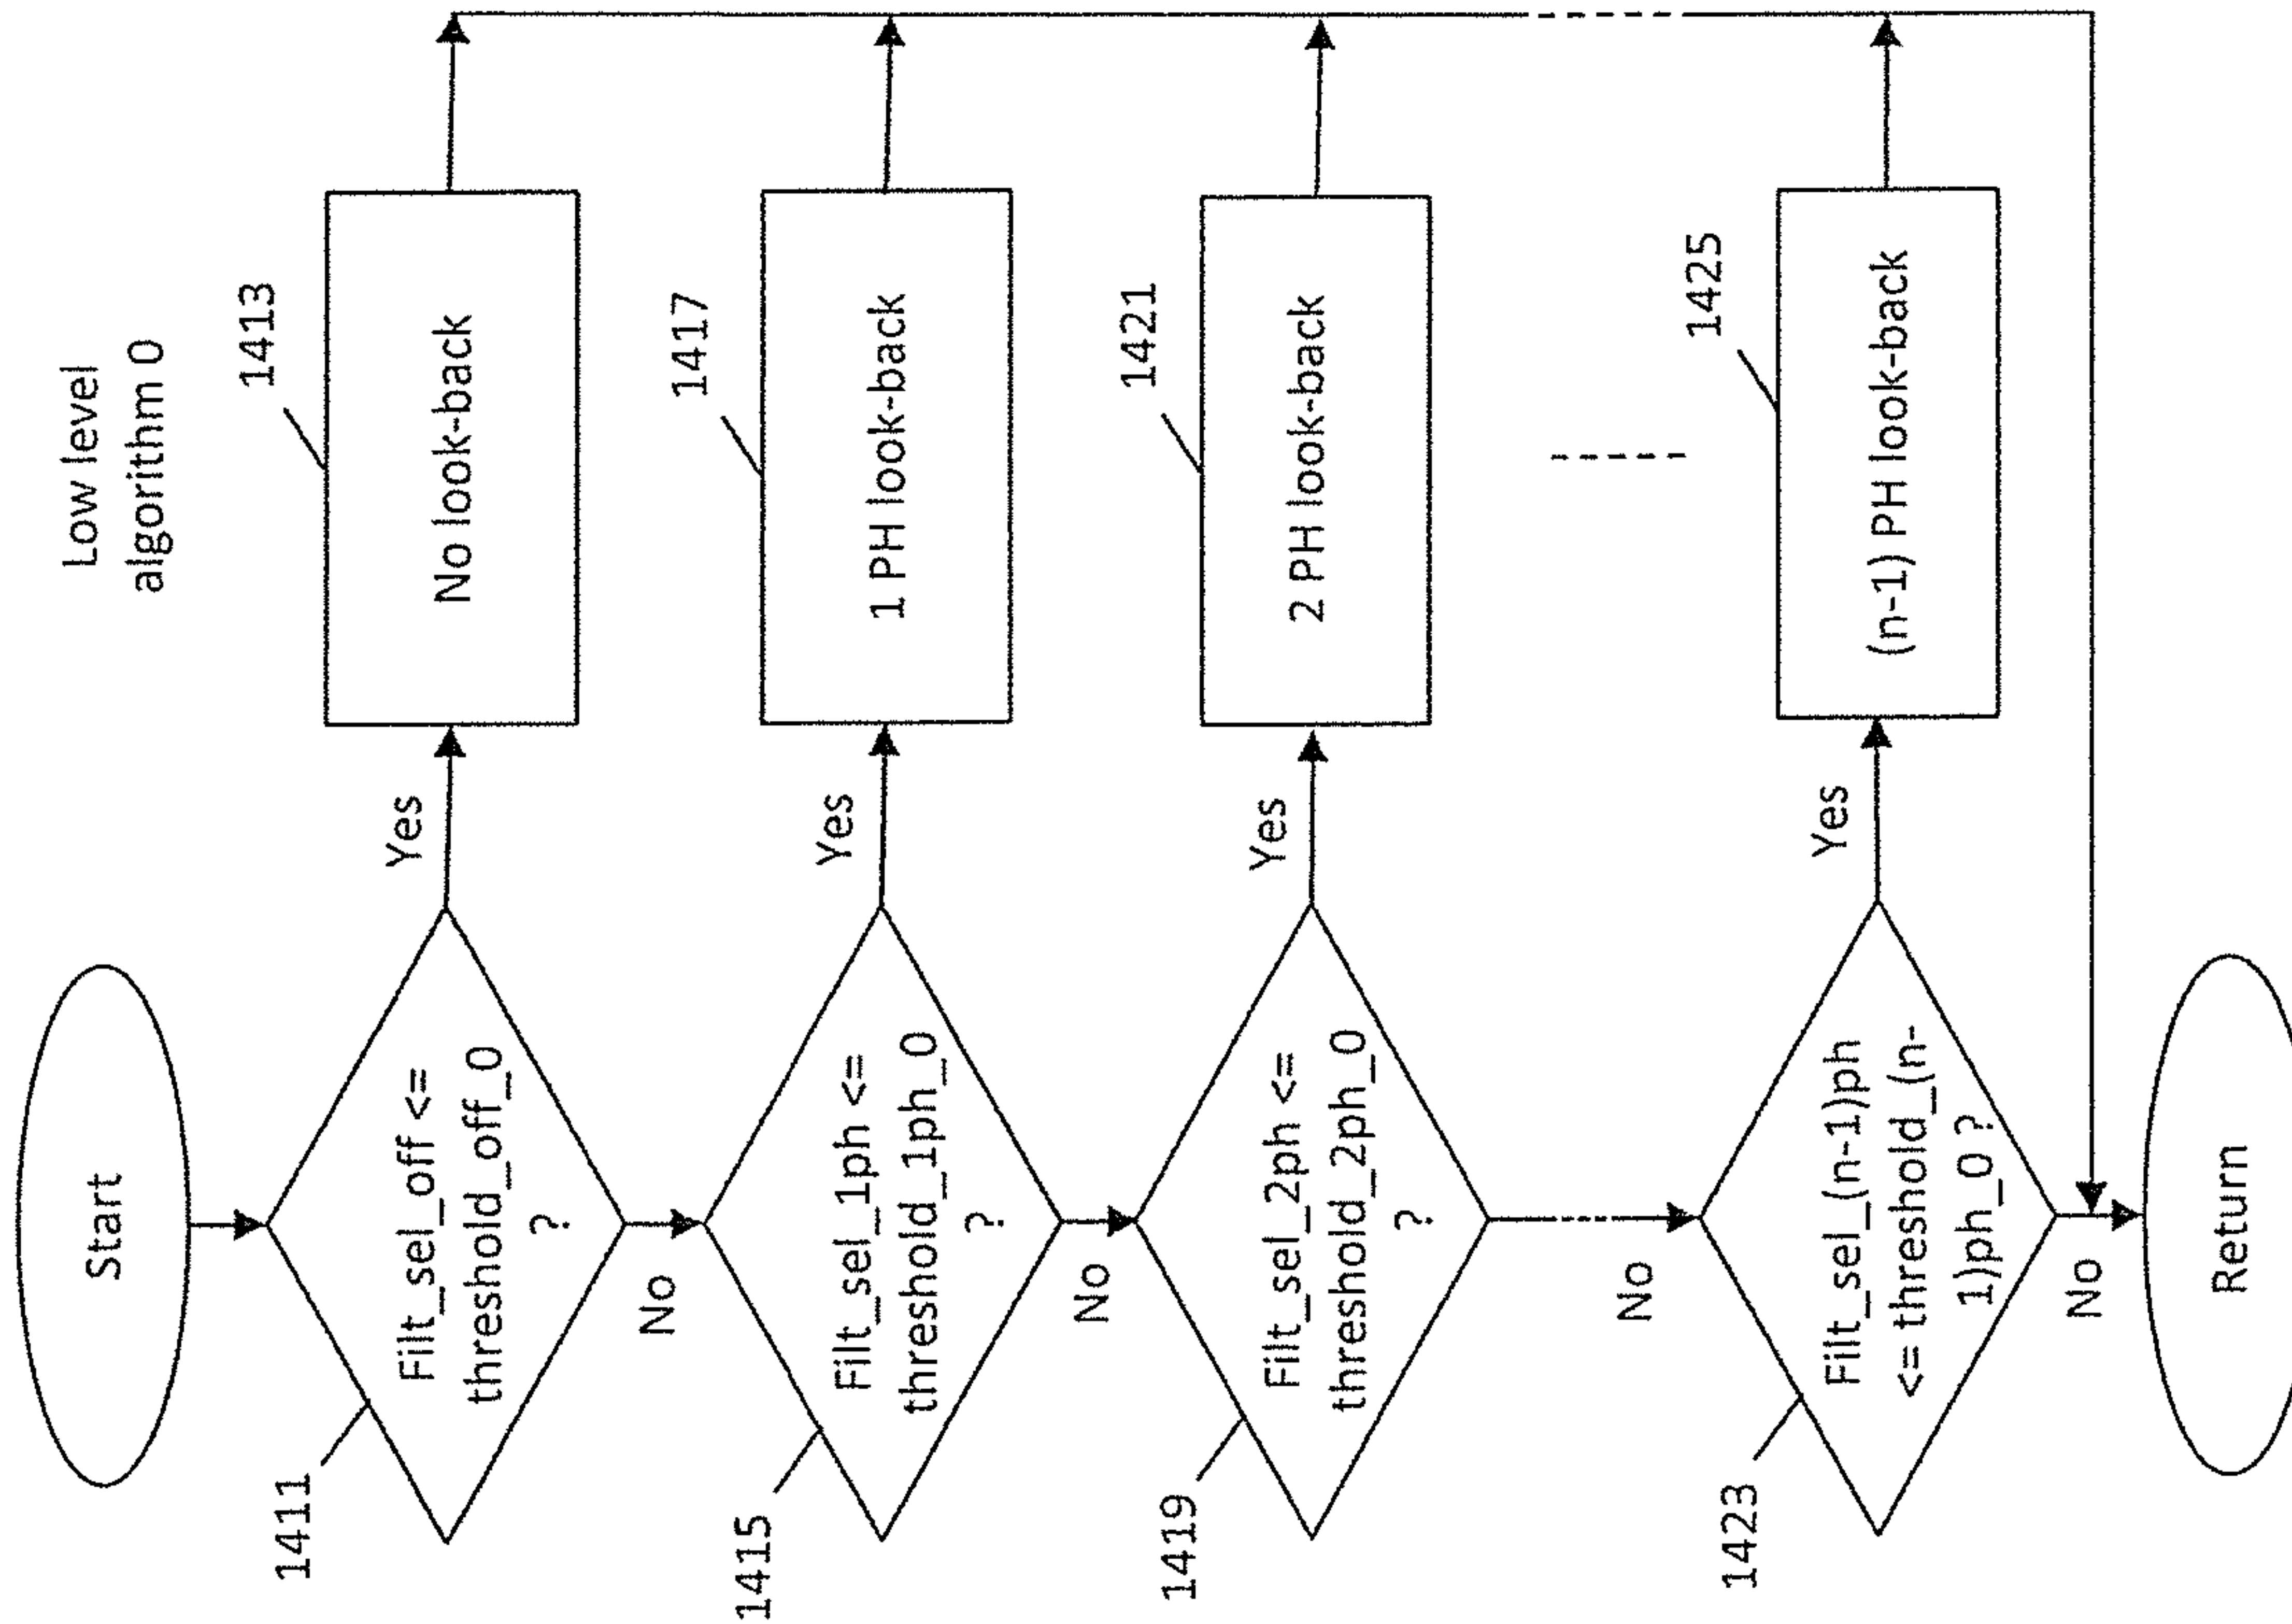 Low level
algorithm 0
Start
1411
Filt_sel_off <=
threshold_off_0
?
Yes
1413
No look-back
No
1415
Filt_sel_1ph <=
threshold_1ph_0
?
Yes
1417
1 PH look-back
No
1419
Filt_sel_2ph <=
threshold_2ph_0
?
Yes
1421
2 PH look-back
No
1423
Filt_sel_(n-1)ph
<= threshold_(n-
1)ph_0 ?
Yes
1425
(n-1) PH look-back
No
Return